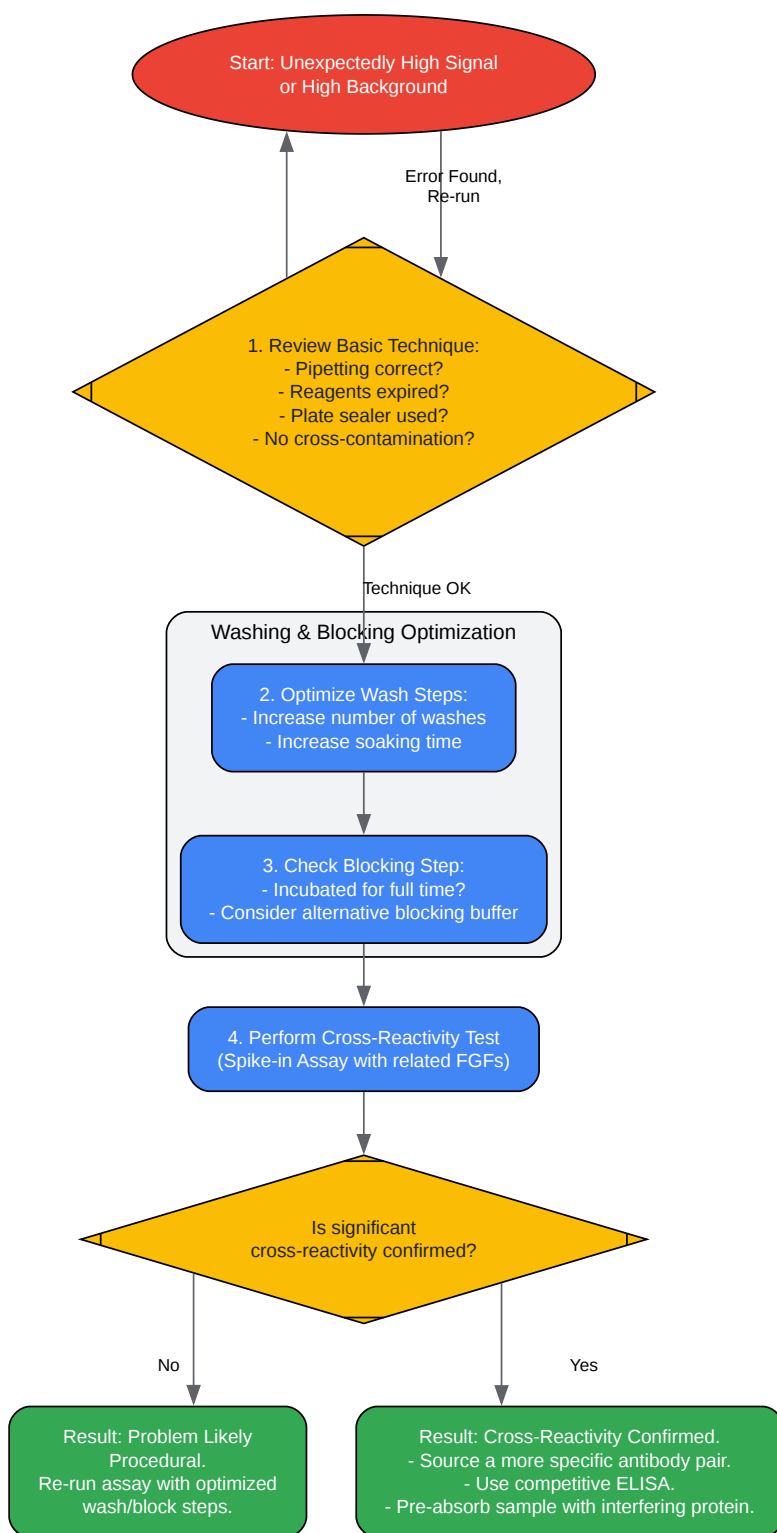 Start: Unexpectedly High Signal
or High Background
Error Found,
Re-run
1. Review Basic Technique:
- Pipetting correct?
- Reagents expired?
- Plate sealer used?
- No cross-contamination?
Technique OK
Washing & Blocking Optimization
2. Optimize Wash Steps:
- Increase number of washes
- Increase soaking time
3. Check Blocking Step:
- Incubated for full time?
- Consider alternative blocking buffer
4. Perform Cross-Reactivity Test
(Spike-in Assay with related FGFs)
Is significant
cross-reactivity confirmed?
No
Yes
Result: Problem Likely
Procedural.
Re-run assay with optimized
wash/block steps.
Result: Cross-Reactivity Confirmed.
- Source a more specific antibody pair.
- Use competitive ELISA.
- Pre-absorb sample with interfering protein.